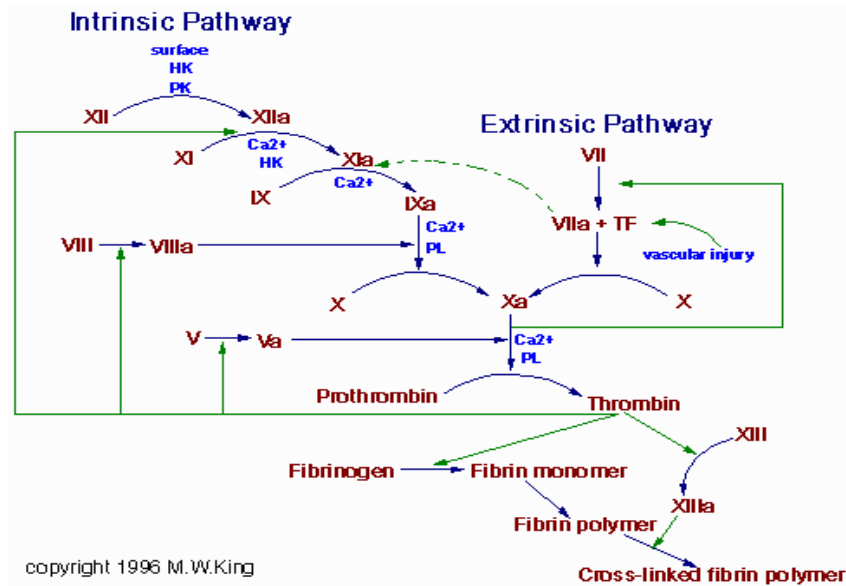 Intrinsic Pathway
surface
HK
PK
XII
XIIa
Extrinsic Pathway
XI
Ca2+
HK
XIa
VII
IX
Ca2+
IXa
VIIa + TF
Ca2+
PL
VIII
VIIIa
vascular injury
X
Xa
X
V
Va
Ca2+
PL
Prothrombin
Thrombin
XIII
Fibrinogen
Fibrin monomer
XIIIa
Fibrin polymer
copyright 1996 M.W.King
Cross-linked fibrin polymer